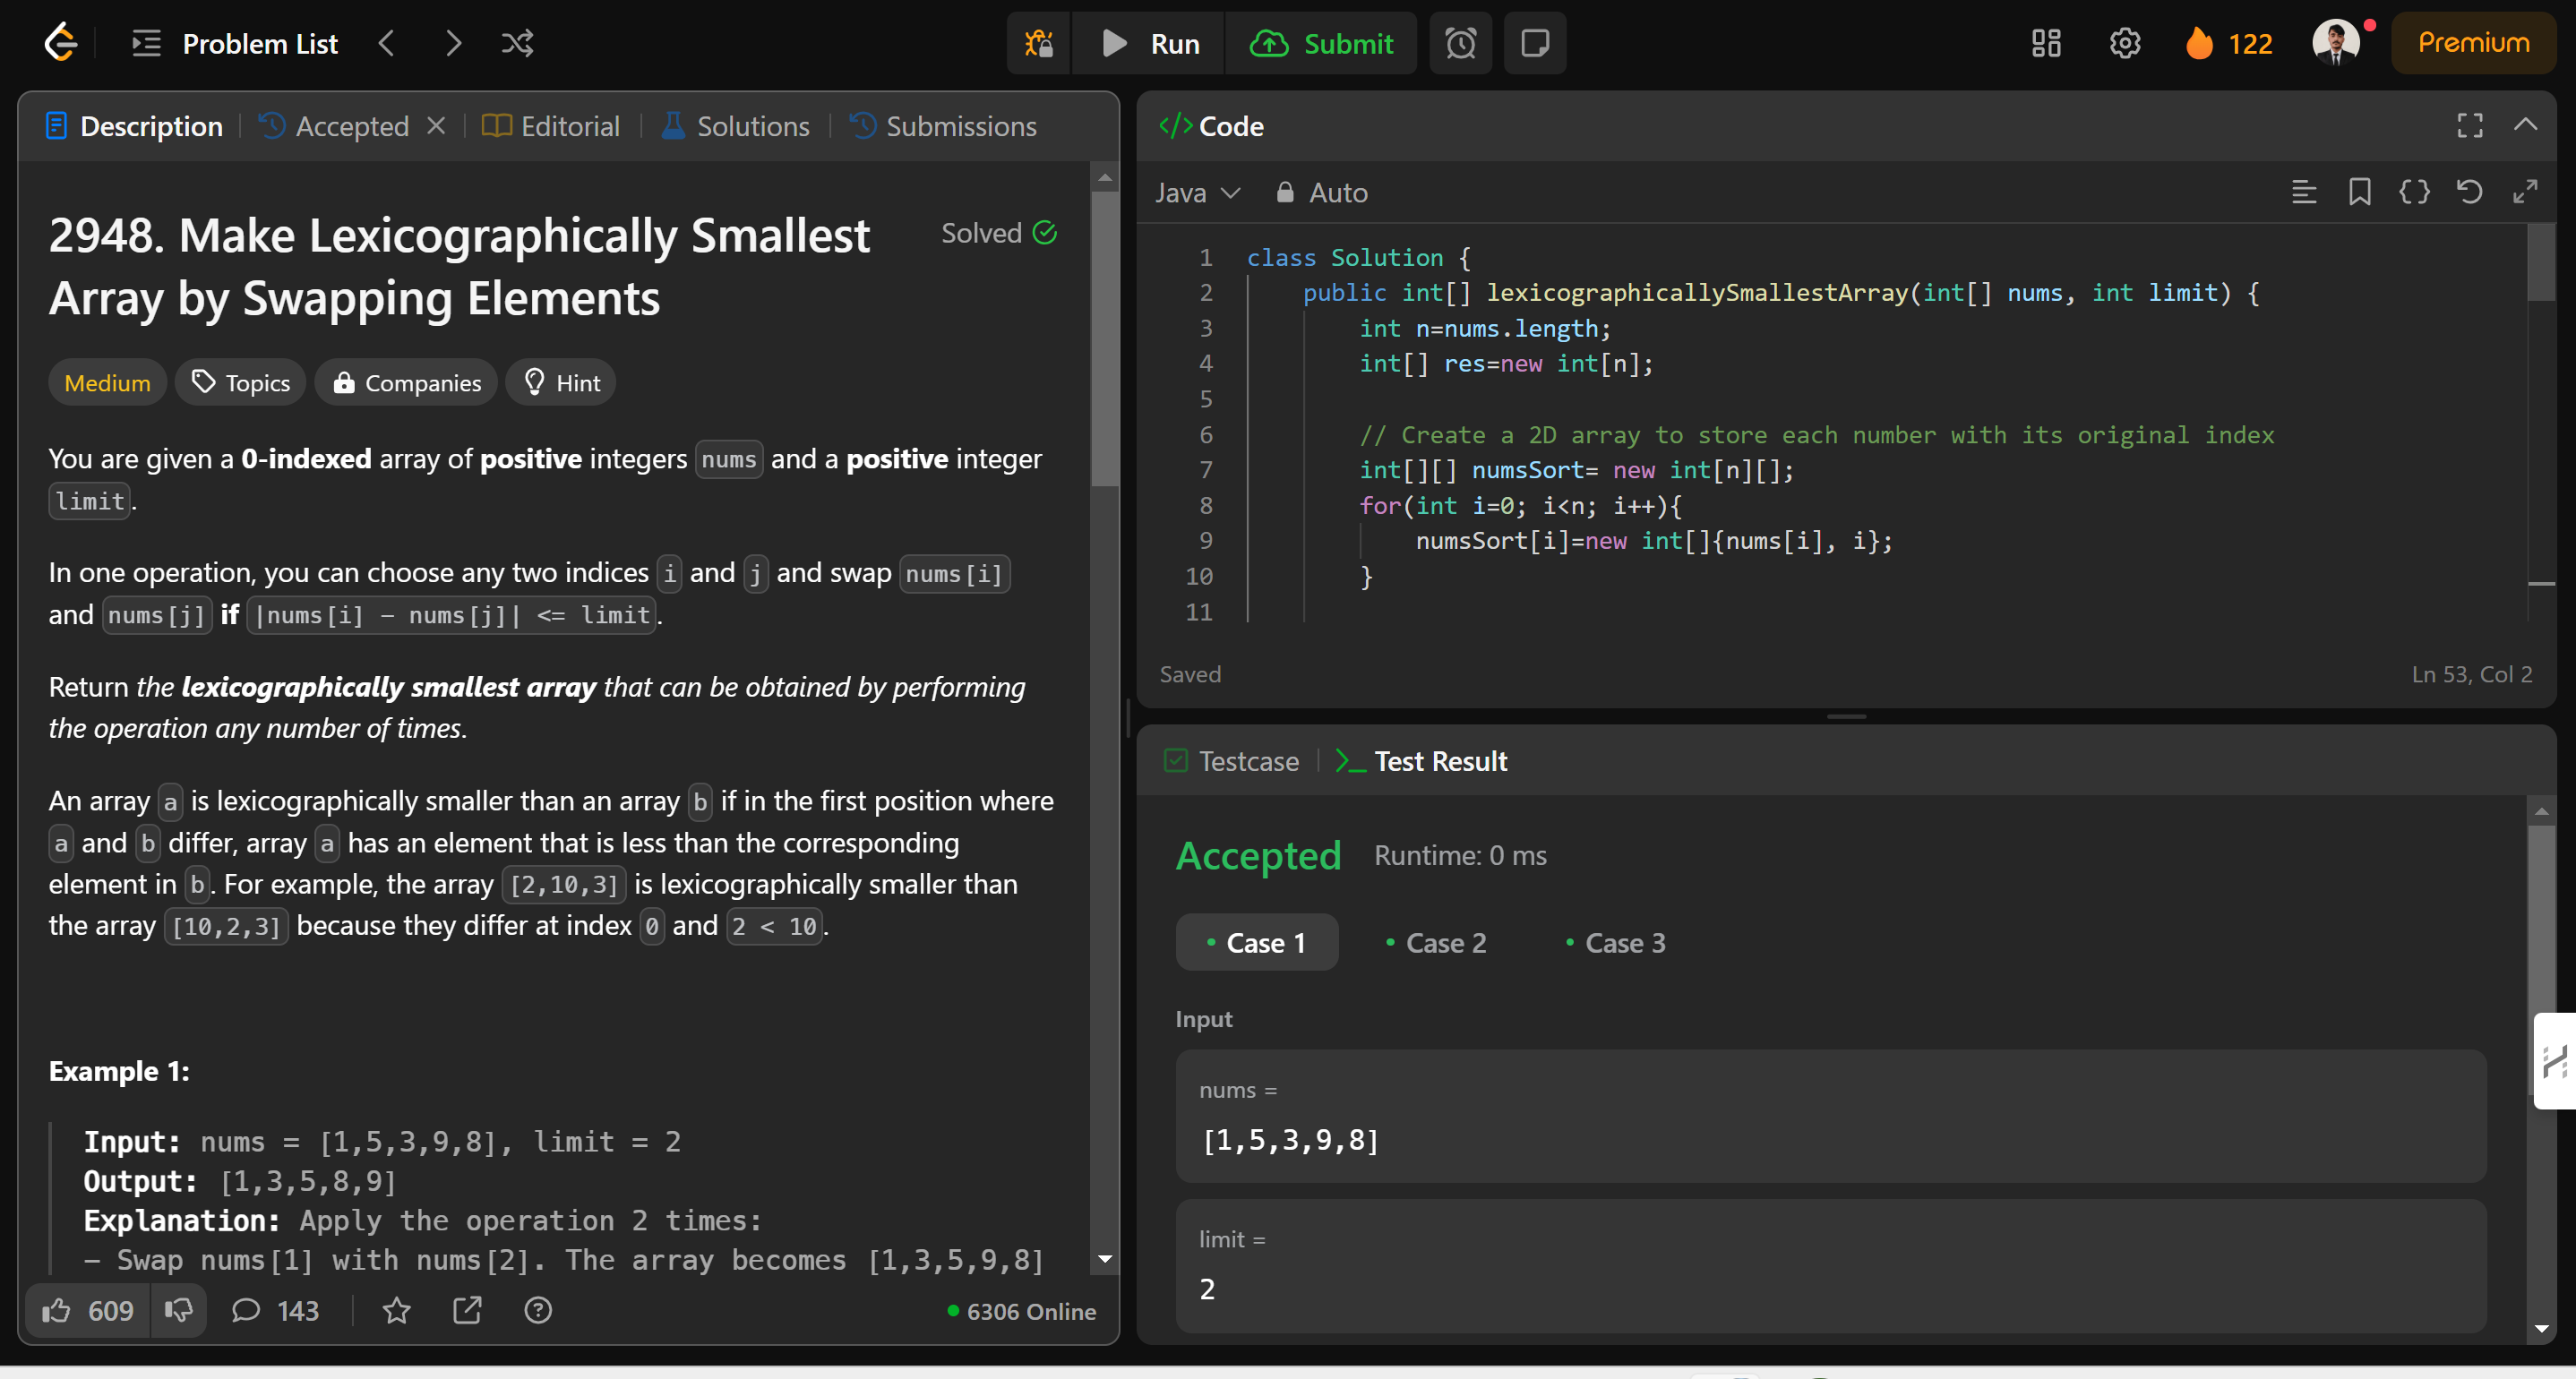 Problem List
Run
Submit
122
Premium
Description
Accepted
Editorial
Solutions
Submissions
2948. Make Lexicographically Smallest
Array by Swapping Elements
Solved
Medium
Topics
Companies
Hint
You are given a 0-indexed array of positive integers nums and a positive integer
limit.
In one operation, you can choose any two indices i and j and swap nums[i]
and nums[j] if |nums[i] - nums[j]| <= limit.
Return the lexicographically smallest array that can be obtained by performing
the operation any number of times.
An array a is lexicographically smaller than an array b if in the first position where
a and b differ, array a has an element that is less than the corresponding
element in b. For example, the array [2,10,3] is lexicographically smaller than
the array [10,2,3] because they differ at index 0 and 2 < 10.
Example 1:
Input: nums = [1,5,3,9,8], limit = 2
Output: [1,3,5,8,9]
Explanation: Apply the operation 2 times:
- Swap nums[1] with nums[2]. The array becomes [1,3,5,9,8]
609
143
6306 Online
</> Code
Java
Auto
1 class Solution {
2 public int[] lexicographicallySmallestArray(int[] nums, int limit) {
3 int n=nums.length;
4 int[] res=new int[n];
5
6 // Create a 2D array to store each number with its original index
7 int[][] numsSort= new int[n][];
8 for(int i=0; i<n; i++){
9 numsSort[i]=new int[]{nums[i], i};
10 }
11
Saved
Ln 53, Col 2
Testcase
Test Result
Accepted
Runtime: 0 ms
Case 1
Case 2
Case 3
Input
nums =
[1,5,3,9,8]
limit =
2